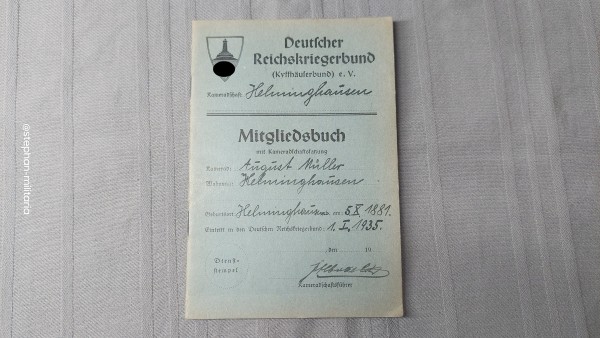 Deutscher
Reichskriegerbund
(Kyffhäuserbund) e. V.
Kameradschaft: Helminghausen
Mitgliedsbuch
mit Kameradschaftssatzung
Kamerad: August Müller
Wohnort: Helminghausen
Geburtsort: Helminghausen am: 5.X.1881.
Eintritt in den Deutschen Reichskriegerbund: 1.I.1935.
, den 19
Dienst-
stempel
Kameradschaftsführer
@stephan-militaria